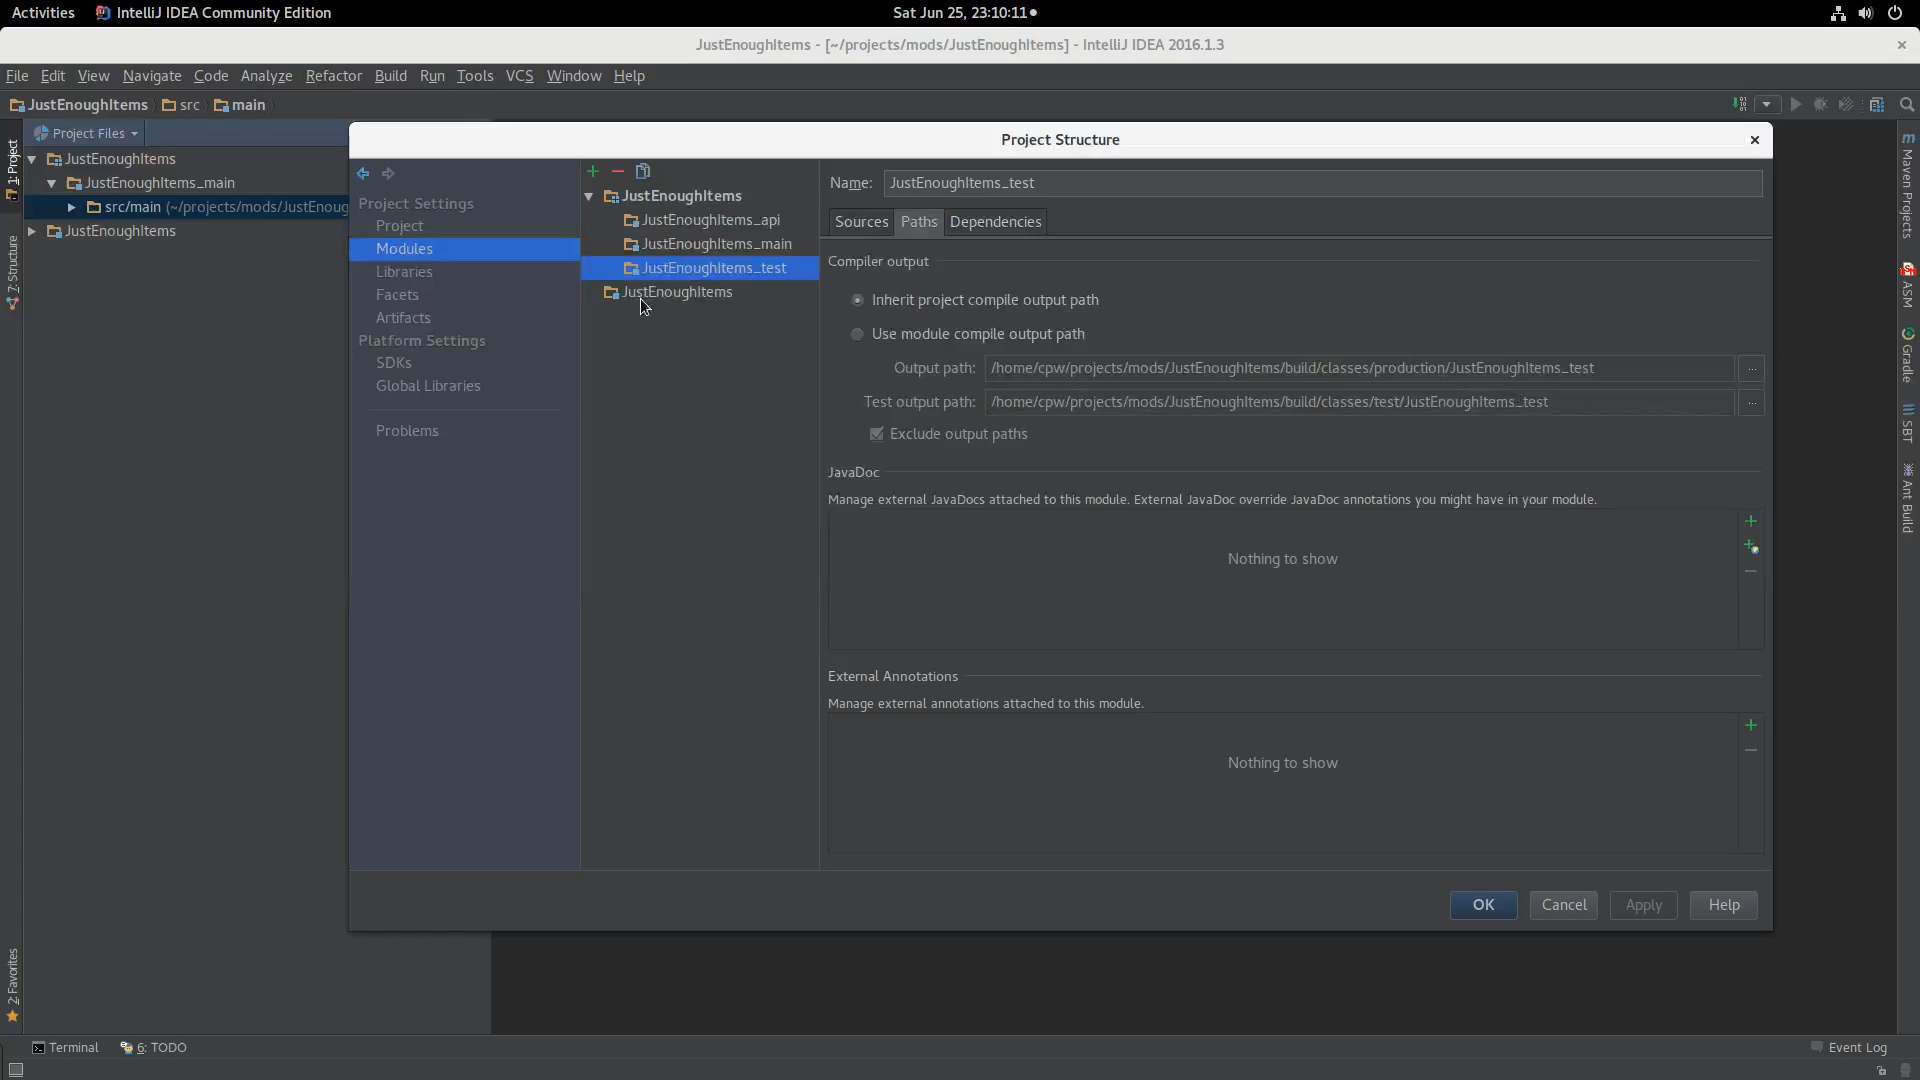 Activities IntelliJ IDEA Community Edition Sat Jun 25, 23:10:11
JustEnoughItems - [~/projects/mods/JustEnoughItems] - IntelliJ IDEA 2016.1.3
File Edit View Navigate Code Analyze Refactor Build Run Tools VCS Window Help
JustEnoughItems src main
Project Files
JustEnoughItems
JustEnoughItems_main
src/main (~/projects/mods/JustEnoug
JustEnoughItems
1: Project
7: Structure
2: Favorites
Project Structure
Project Settings
Project
Modules
Libraries
Facets
Artifacts
Platform Settings
SDKs
Global Libraries
Problems
JustEnoughItems
JustEnoughItems_api
JustEnoughItems_main
JustEnoughItems_test
JustEnoughItems
Name: JustEnoughItems_test
Sources Paths Dependencies
Compiler output
Inherit project compile output path
Use module compile output path
Output path: /home/cpw/projects/mods/JustEnoughItems/build/classes/production/JustEnoughItems_test ...
Test output path: /home/cpw/projects/mods/JustEnoughItems/build/classes/test/JustEnoughItems_test ...
Exclude output paths
JavaDoc
Manage external JavaDocs attached to this module. External JavaDoc override JavaDoc annotations you might have in your module.
Nothing to show
External Annotations
Manage external annotations attached to this module.
Nothing to show
OK Cancel Apply Help
Maven Projects
ASM
Gradle
SBT
Ant Build
Terminal 6: TODO Event Log